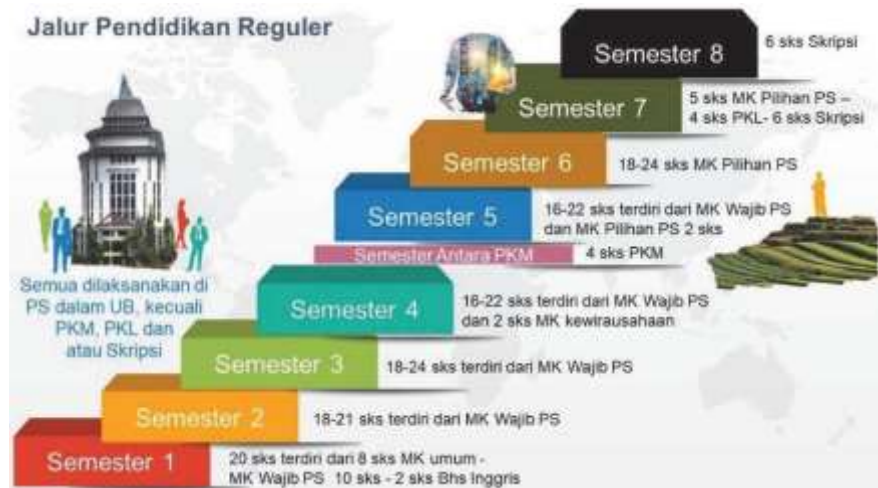 Jalur Pendidikan Reguler
Semester 8
6 sks Skripsi
Semester 7
5 sks MK Pilihan PS –
4 sks PKL- 6 sks Skripsi
Semester 6
18-24 sks MK Pilihan PS
Semester 5
16-22 sks terdiri dari MK Wajib PS
dan MK Pilihan PS 2 sks
Semester Antara PKM
4 sks PKM
Semua dilaksanakan di
PS dalam UB, kecuali
PKM, PKL dan
atau Skripsi
Semester 4
16-22 sks terdiri dari MK Wajib PS
dan 2 sks MK kewirausahaan
Semester 3
18-24 sks terdiri dari MK Wajib PS
Semester 2
18-21 sks terdiri dari MK Wajib PS
Semester 1
20 sks terdiri dari 8 sks MK umum -
MK Wajib PS 10 sks - 2 sks Bhs Inggris